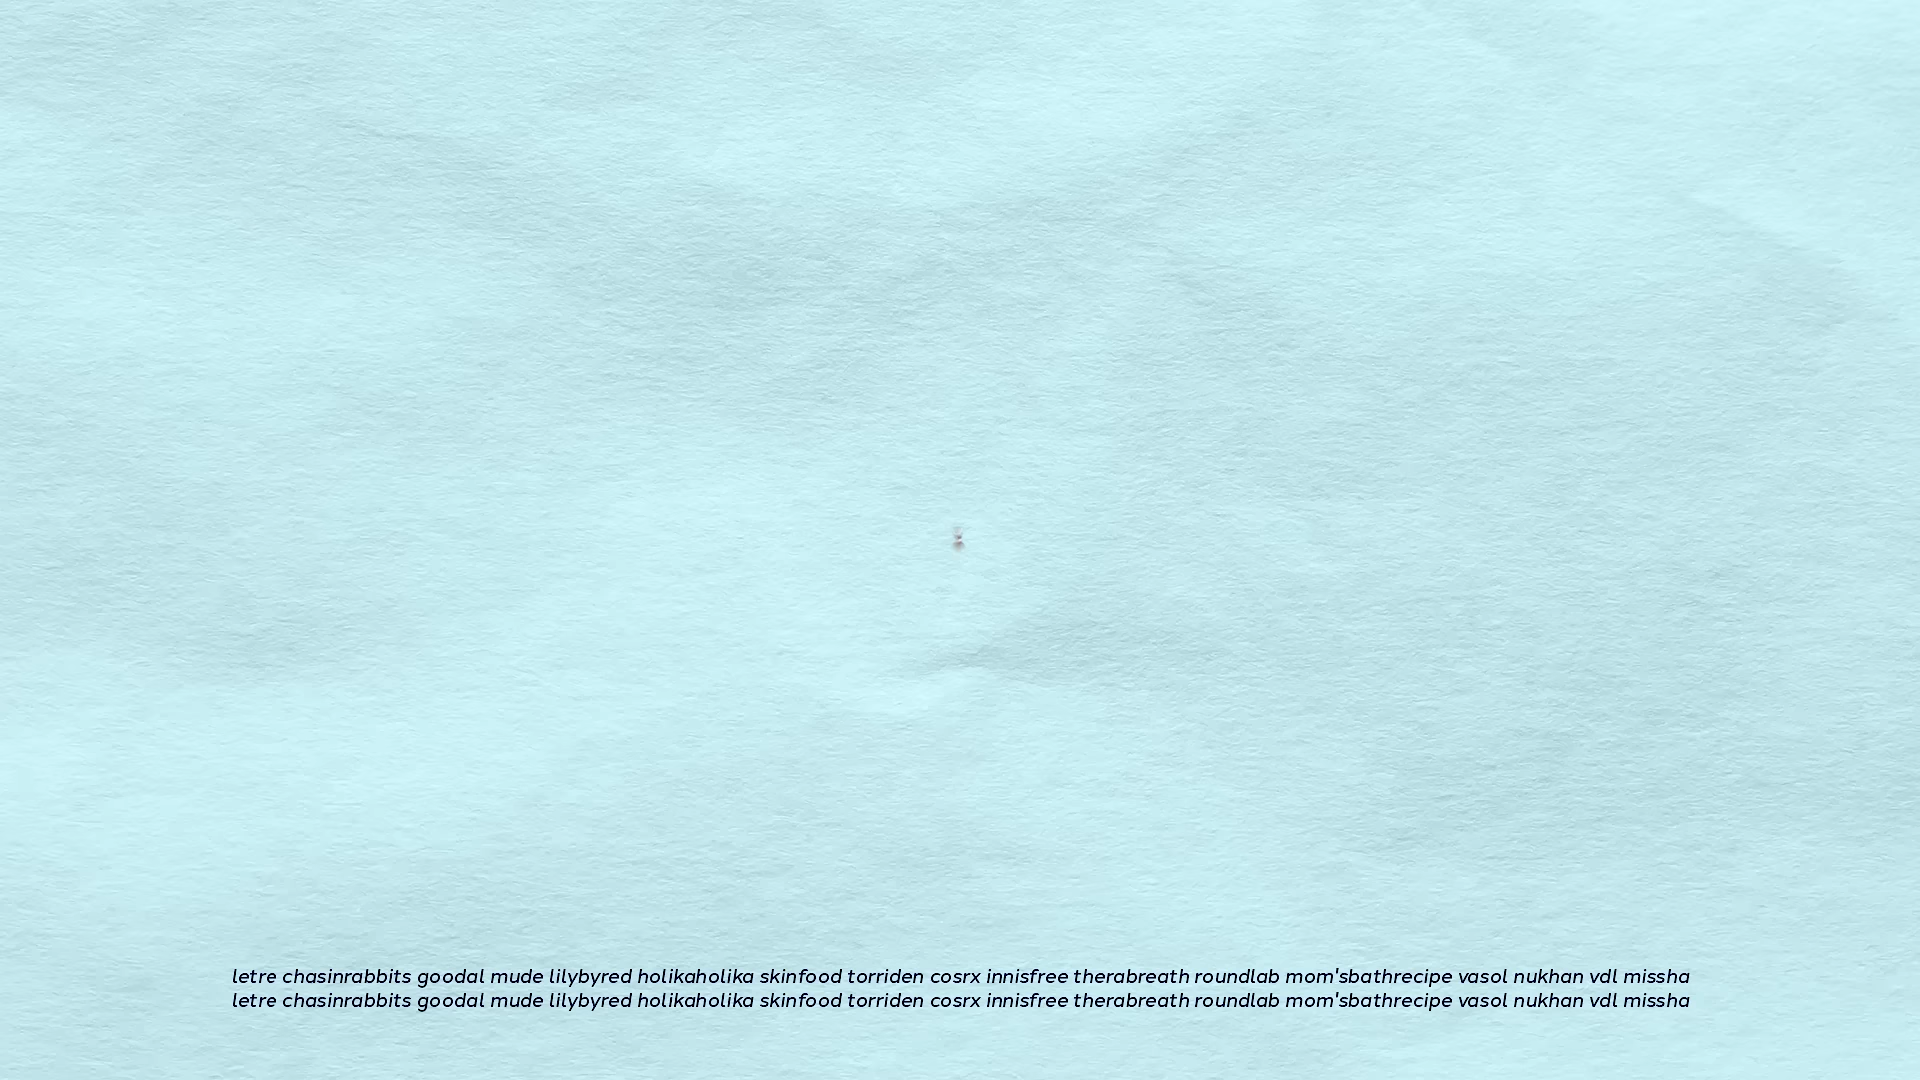 letre chasinrabbits goodal mude lilybyred holikaholika skinfood torriden cosrx innisfree therabreath roundlab mom'sbathrecipe vasol nukhan vdl missha
letre chasinrabbits goodal mude lilybyred holikaholika skinfood torriden cosrx innisfree therabreath roundlab mom'sbathrecipe vasol nukhan vdl missha